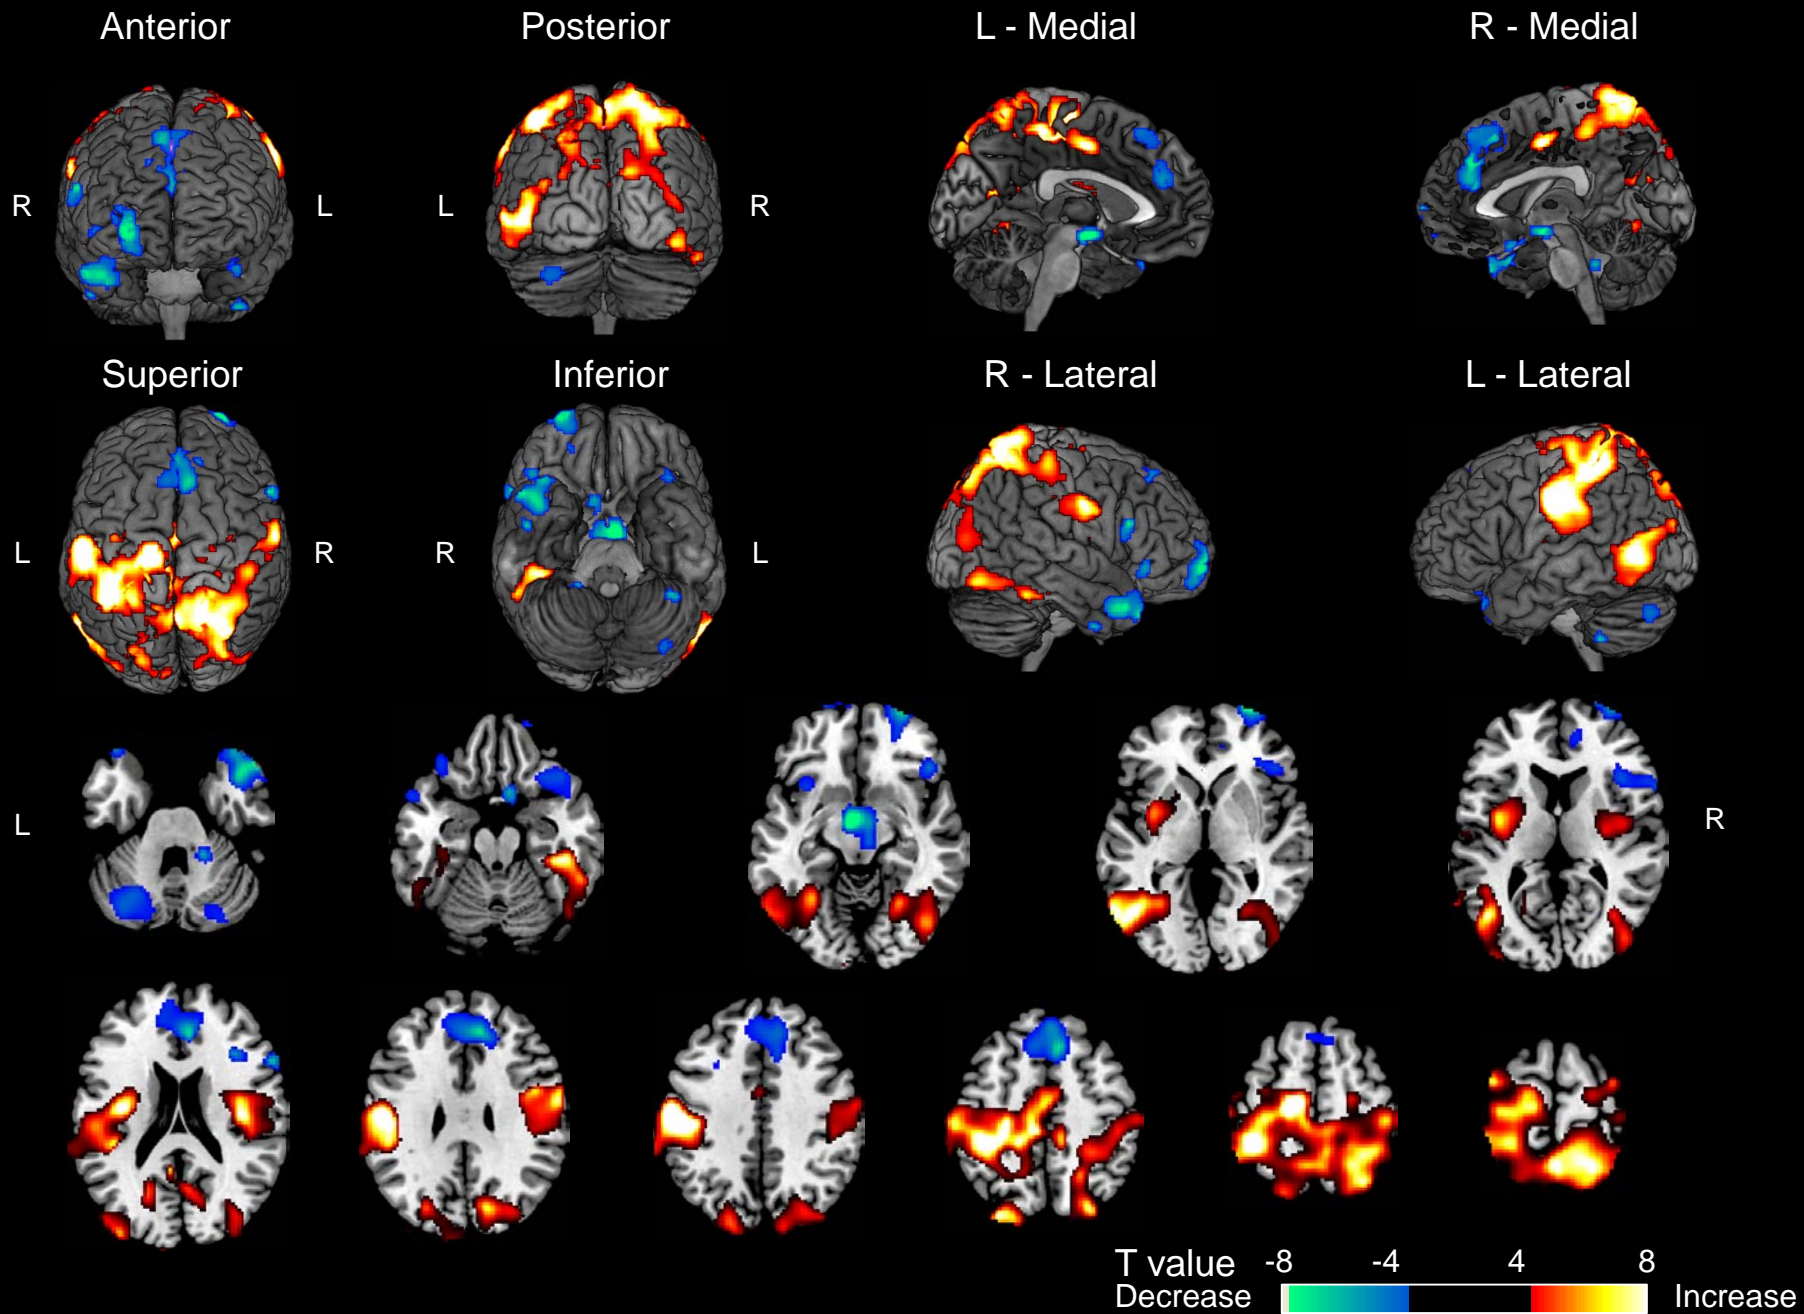 Anterior
Posterior
L - Medial
R - Medial
R
L
L
R
Superior
Inferior
R - Lateral
L - Lateral
L
R
R
L
L
R
T value -8 -4 4 8
Decrease Increase